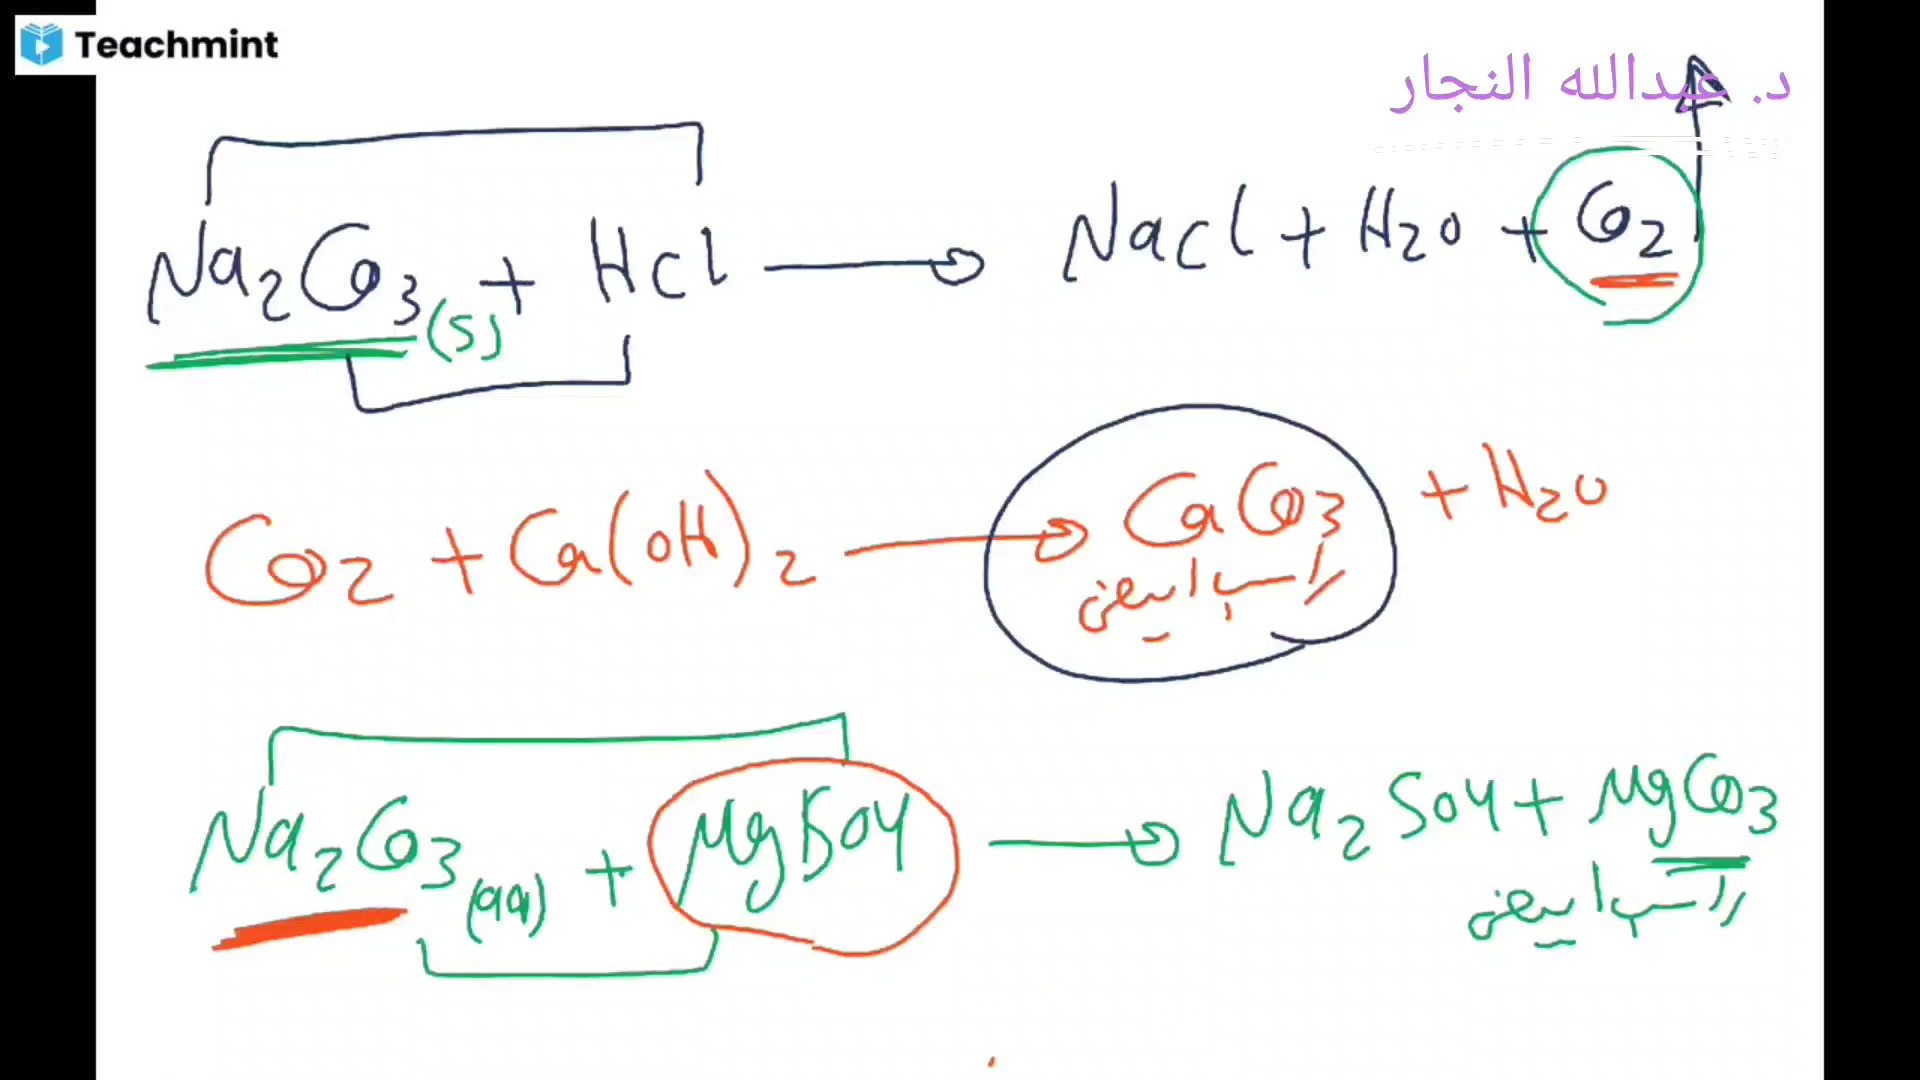 Teachmint
د. عبدالله النجار
Na2CO3(s) + HCl → NaCl + H2O + CO2 ↑
CO2 + Ca(OH)2 → CaCO3 + H2O
راسب ابيض
Na2CO3(aq) + MgSO4 → Na2SO4 + MgCO3
راسب ابيض